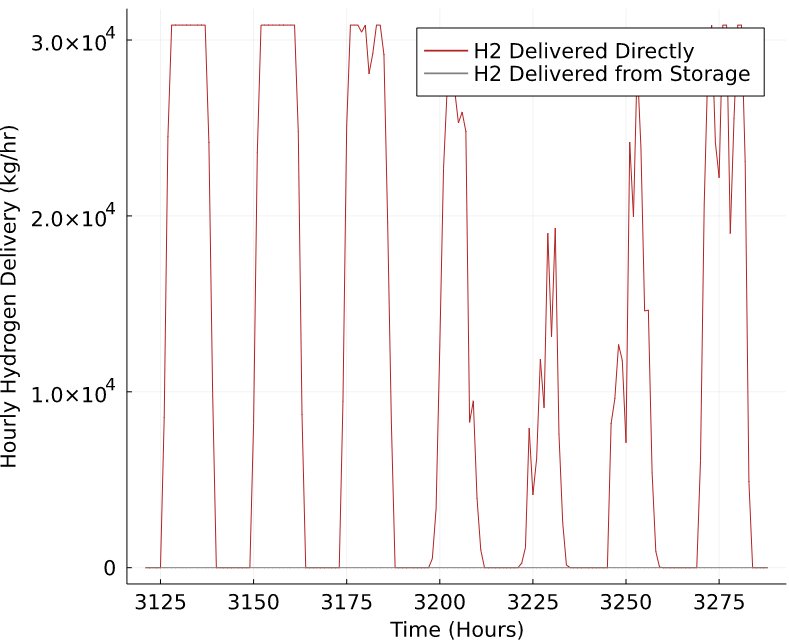 Hourly Hydrogen Delivery (kg/hr)
3.0×10⁴
2.0×10⁴
1.0×10⁴
0
H2 Delivered Directly
H2 Delivered from Storage
3125 3150 3175 3200 3225 3250 3275
Time (Hours)